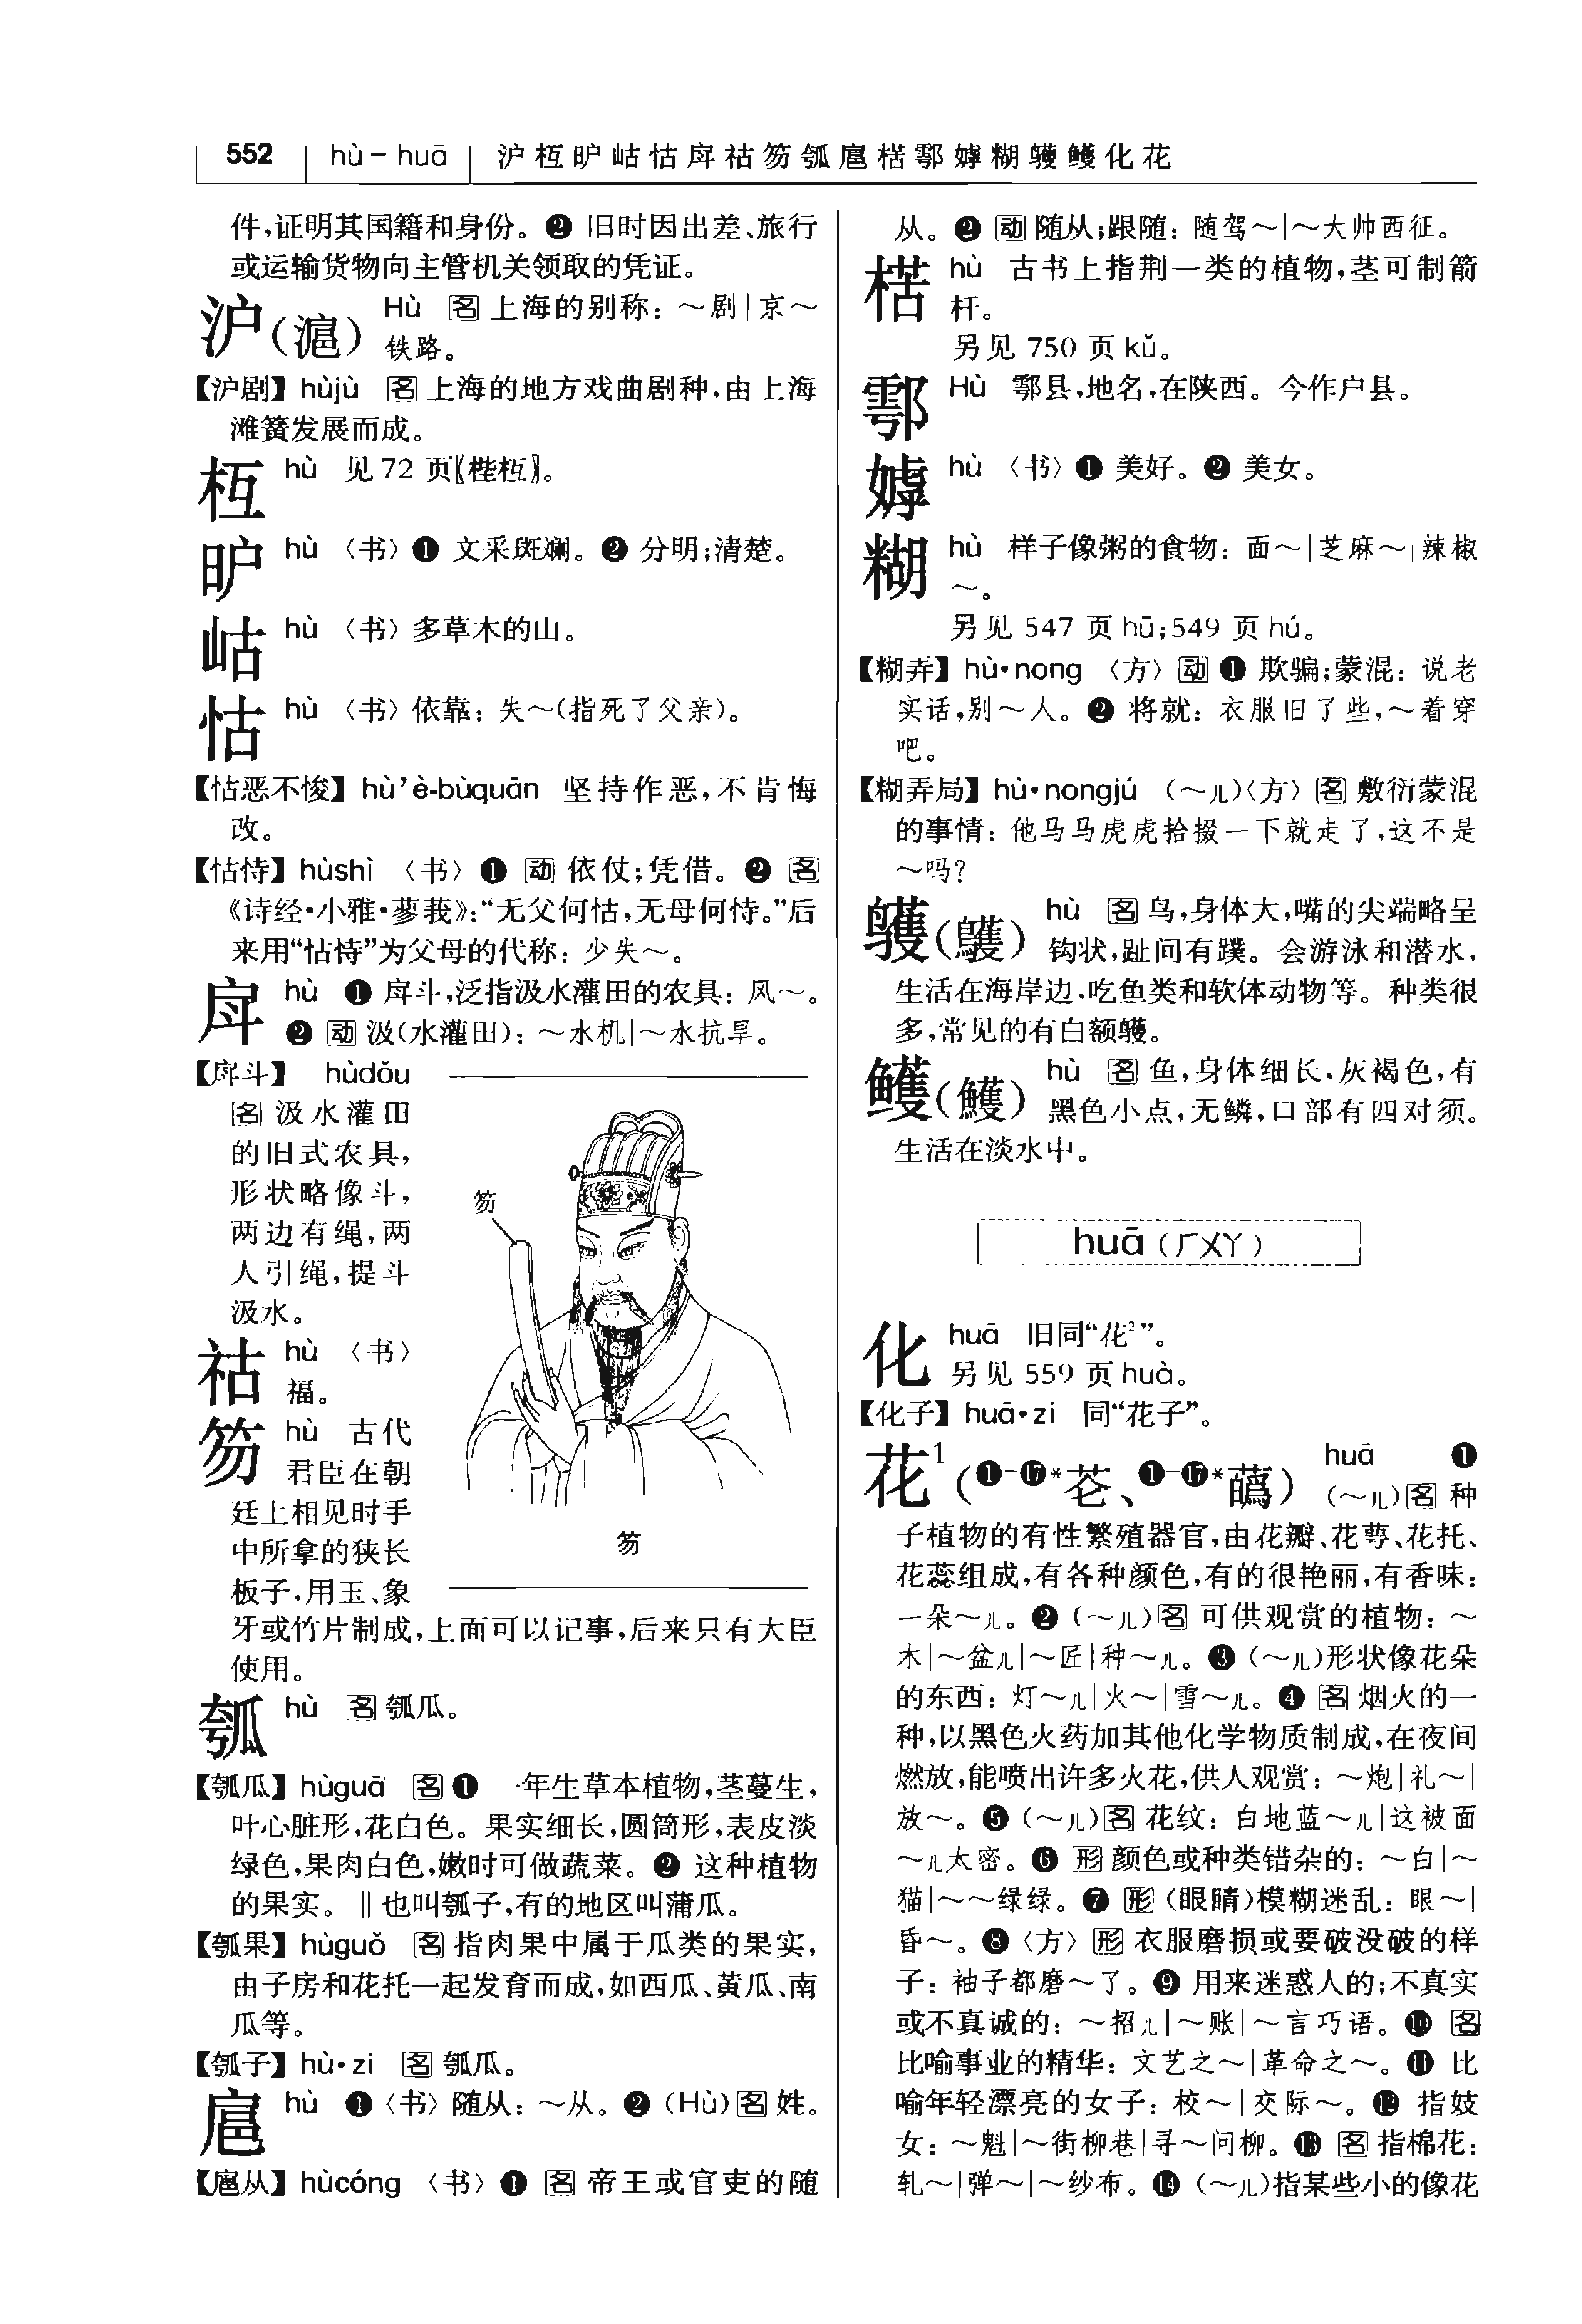 552 hù－huā 沪枑昈岵怙戽祜笏瓠扈楛鄠嫭糊鹱鳠化花
件,证明其国籍和身份。❷ 旧时因出差、旅行
或运输货物向主管机关领取的凭证。
沪(滬) Hù 名 上海的别称：～剧|京～
铁路。
【沪剧】 hùjù 名 上海的地方戏曲剧种,由上海
滩簧发展而成。
枑 hù 见 72 页〖梐枑〗。
昈 hù 〈书〉❶ 文采斑斓。❷ 分明;清楚。
岵 hù 〈书〉多草木的山。
怙 hù 〈书〉依靠：失～(指死了父亲)。
【怙恶不悛】 hù’è-bùquān 坚持作恶,不肯悔
改。
【怙恃】 hùshì 〈书〉❶ 动 依仗;凭借。❷ 名
《诗经·小雅·蓼莪》:“无父何怙,无母何恃。”后
来用“怙恃”为父母的代称：少失～。
戽 hù ❶ 戽斗,泛指汲水灌田的农具：风～。
❷ 动 汲(水灌田)：～水机|～水抗旱。
【戽斗】 hùdǒu
名 汲水灌田
的旧式农具,
形状略像斗,
两边有绳,两
人引绳,提斗
汲水。
祜 hù 〈书〉
福。
笏 hù 古代
君臣在朝
廷上相见时手
中所拿的狭长
板子,用玉、象
牙或竹片制成,上面可以记事,后来只有大臣
使用。
笏
笏
瓠 hù 名 瓠瓜。
【瓠瓜】 hùguā 名 ❶ 一年生草本植物,茎蔓生,
叶心脏形,花白色。果实细长,圆筒形,表皮淡
绿色,果肉白色,嫩时可做蔬菜。❷ 这种植物
的果实。‖也叫瓠子,有的地区叫蒲瓜。
【瓠果】 hùguǒ 名 指肉果中属于瓜类的果实,
由子房和花托一起发育而成,如西瓜、黄瓜、南
瓜等。
【瓠子】 hù·zi 名 瓠瓜。
扈 hù ❶〈书〉随从：～从。❷ (Hù) 名 姓。
【扈从】 hùcóng 〈书〉❶ 名 帝王或官吏的随
从。❷ 动 随从;跟随：随驾～|～大帅西征。
楛 hù 古书上指荆一类的植物,茎可制箭
杆。
另见 750 页 kǔ。
鄠 Hù 鄠县,地名,在陕西。今作户县。
嫭 hù 〈书〉❶ 美好。❷ 美女。
糊 hù 样子像粥的食物：面～|芝麻～|辣椒
～。
另见 547 页 hū;549 页 hú。
【糊弄】 hù·nong 〈方〉动 ❶ 欺骗;蒙混：说老
实话,别～人。❷ 将就：衣服旧了些,～着穿
吧。
【糊弄局】 hù·nongjú (～儿)〈方〉名 敷衍蒙混
的事情：他马马虎虎拾掇一下就走了,这不是
～吗？
鹱(鸌) hù 名 鸟,身体大,嘴的尖端略呈
钩状,趾间有蹼。会游泳和潜水,
生活在海岸边,吃鱼类和软体动物等。种类很
多,常见的有白额鹱。
鳠(鱯) hù 名 鱼,身体细长,灰褐色,有
黑色小点,无鳞,口部有四对须。
生活在淡水中。
huā (ㄏㄨㄚ)
化 huā 旧同“花²”。
另见 559 页 huà。
【化子】 huā·zi 同“花子”。
花¹ (❶-⓱*苍、❶-⓱*蘤) huā ❶
(～儿) 名 种
子植物的有性繁殖器官,由花瓣、花萼、花托、
花蕊组成,有各种颜色,有的很艳丽,有香味：
一朵～儿。❷ (～儿) 名 可供观赏的植物：～
木|～盆儿|～匠|种～儿。❸ (～儿)形状像花朵
的东西：灯～儿|火～|雪～儿。❹ 名 烟火的一
种,以黑色火药加其他化学物质制成,在夜间
燃放,能喷出许多火花,供人观赏：～炮|礼～|
放～。❺ (～儿) 名 花纹：白地蓝～儿|这被面
～儿太密。❻ 形 颜色或种类错杂的：～白|～
猫|～～绿绿。❼ 形 (眼睛)模糊迷乱：眼～|
昏～。❽〈方〉形 衣服磨损或要破没破的样
子：袖子都磨～了。❾ 用来迷惑人的;不真实
或不真诚的：～招儿|～账|～言巧语。❿ 名
比喻事业的精华：文艺之～|革命之～。⓫ 比
喻年轻漂亮的女子：校～|交际～。⓬ 指妓
女：～魁|～街柳巷|寻～问柳。⓭ 名 指棉花：
轧～|弹～|～纱布。⓮ (～儿)指某些小的像花